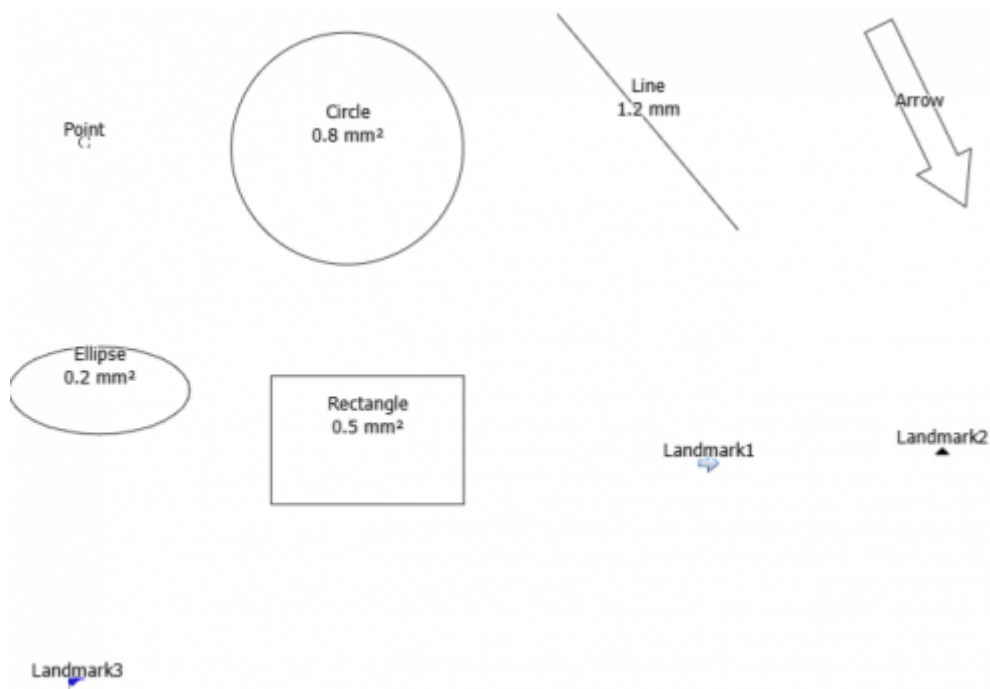 Point
Circle
0.8 mm²
Line
1.2 mm
Arrow
Ellipse
0.2 mm²
Rectangle
0.5 mm²
Landmark1
Landmark2
Landmark3